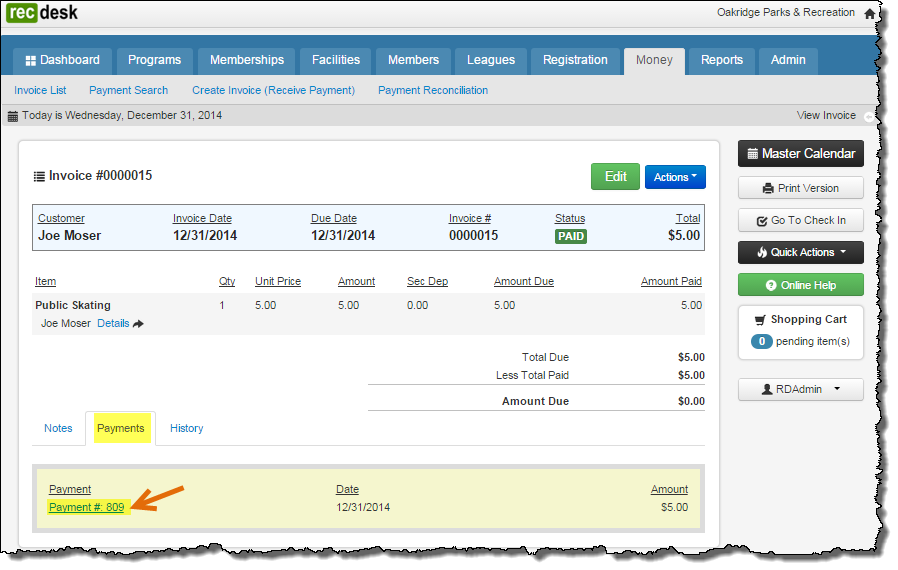 rec desk
Oakridge Parks & Recreation
Dashboard Programs Memberships Facilities Members Leagues Registration Money Reports Admin
Invoice List Payment Search Create Invoice (Receive Payment) Payment Reconciliation
Today is Wednesday, December 31, 2014 View Invoice
Invoice #0000015 Edit Actions
Customer Invoice Date Due Date Invoice # Status Total
Joe Moser 12/31/2014 12/31/2014 0000015 PAID $5.00
Item Qty Unit Price Amount Sec Dep Amount Due Amount Paid
Public Skating 1 5.00 5.00 0.00 5.00 5.00
Joe Moser Details
Total Due $5.00
Less Total Paid $5.00
Amount Due $0.00
Notes Payments History
Payment Date Amount
Payment #: 809 12/31/2014 $5.00
Master Calendar
Print Version
Go To Check In
Quick Actions
Online Help
Shopping Cart
0 pending item(s)
RDAdmin